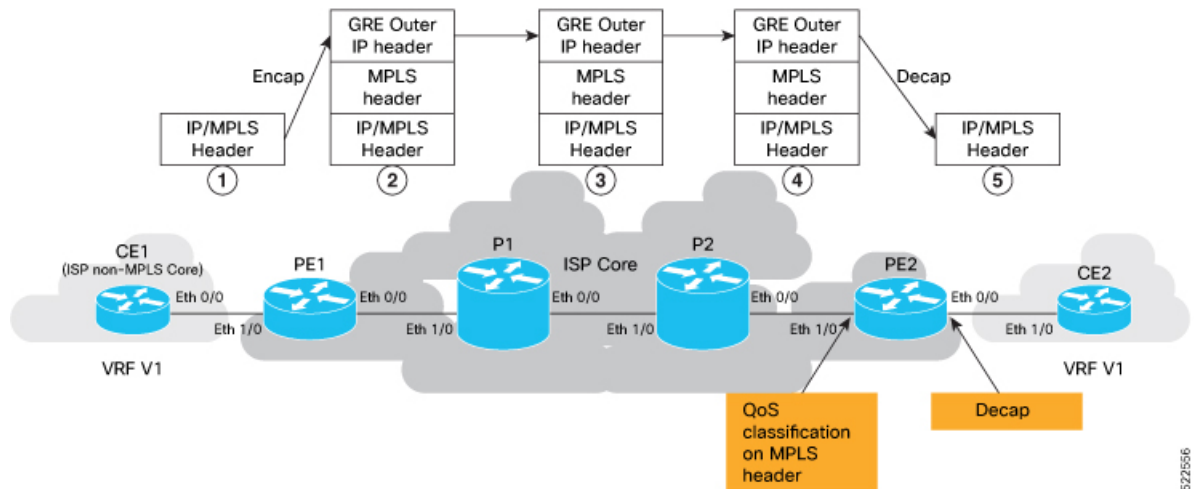 GRE Outer
IP header
GRE Outer
IP header
GRE Outer
IP header
Encap
MPLS
header
MPLS
header
MPLS
header
Decap
IP/MPLS
Header
IP/MPLS
Header
IP/MPLS
Header
IP/MPLS
Header
IP/MPLS
Header
1
2
3
4
5
CE1
(ISP non-MPLS Core)
PE1
P1
ISP Core
P2
PE2
CE2
Eth 0/0
Eth 1/0
Eth 0/0
Eth 1/0
Eth 0/0
Eth 1/0
Eth 0/0
Eth 1/0
Eth 0/0
Eth 1/0
VRF V1
VRF V1
QoS
classification
on MPLS
header
Decap
522556